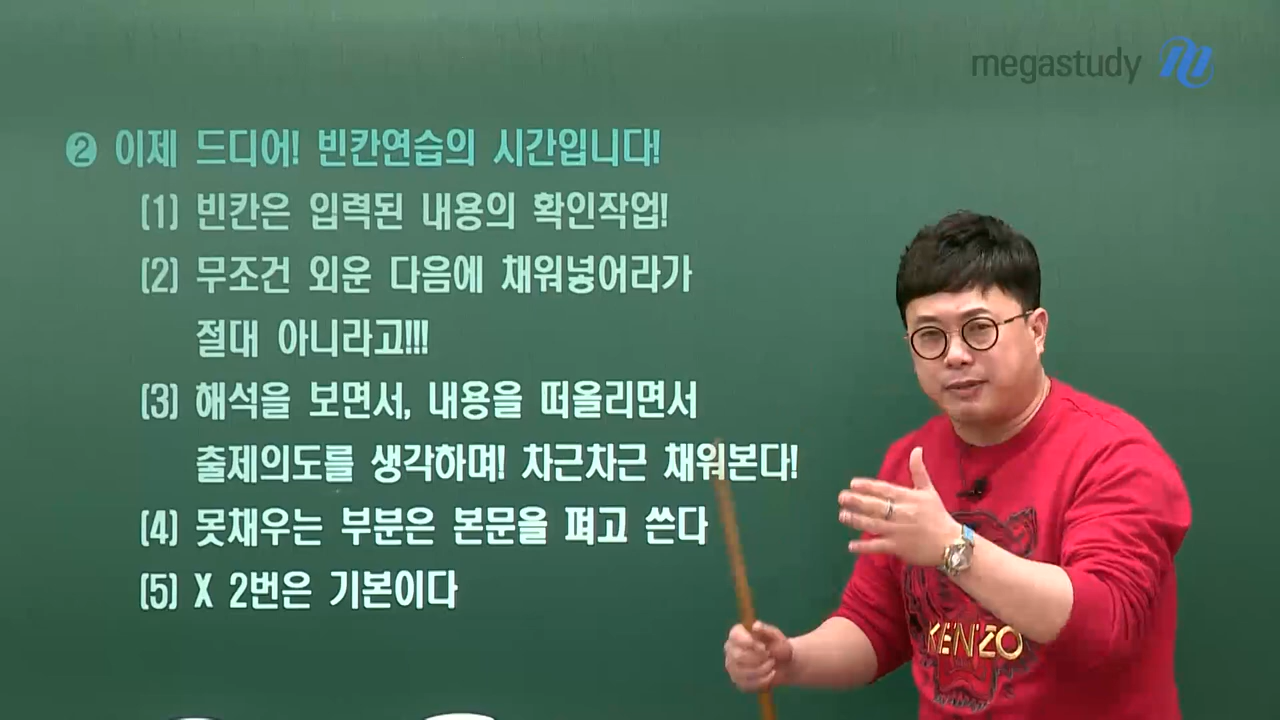 megastudy
❷ 이제 드디어! 빈칸연습의 시간입니다!
(1) 빈칸은 입력된 내용의 확인작업!
(2) 무조건 외운 다음에 채워넣어라가
절대 아니라고!!!
(3) 해석을 보면서, 내용을 떠올리면서
출제의도를 생각하며! 차근차근 채워본다!
(4) 못채우는 부분은 본문을 펴고 쓴다
(5) X 2번은 기본이다
KENZO